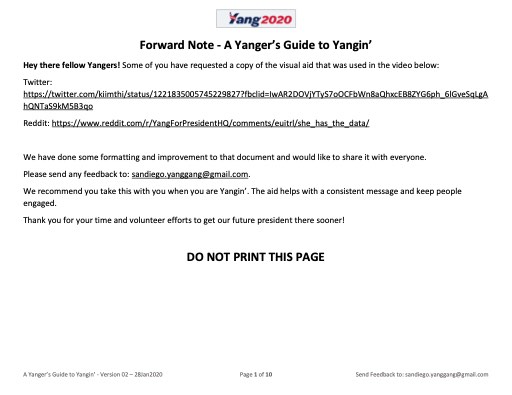 Yang2020
Forward Note - A Yanger's Guide to Yangin'
Hey there fellow Yangers! Some of you have requested a copy of the visual aid that was used in the video below:
Twitter:
https://twitter.com/kiimthi/status/1221835005745229827?fbclid=IwAR2DOVjYTyS7oOCFbWn8aQhxcEB8ZYG6ph_6lGveSqLgA
hQNTaS9kM5B3qo
Reddit: https://www.reddit.com/r/YangForPresidentHQ/comments/euitrl/she_has_the_data/
We have done some formatting and improvement to that document and would like to share it with everyone.
Please send any feedback to: sandiego.yanggang@gmail.com.
We recommend you take this with you when you are Yangin'. The aid helps with a consistent message and keep people
engaged.
Thank you for your time and volunteer efforts to get our future president there sooner!
DO NOT PRINT THIS PAGE
A Yanger's Guide to Yangin' - Version 02 – 28Jan2020 Page 1 of 10 Send Feedback to: sandiego.yanggang@gmail.com